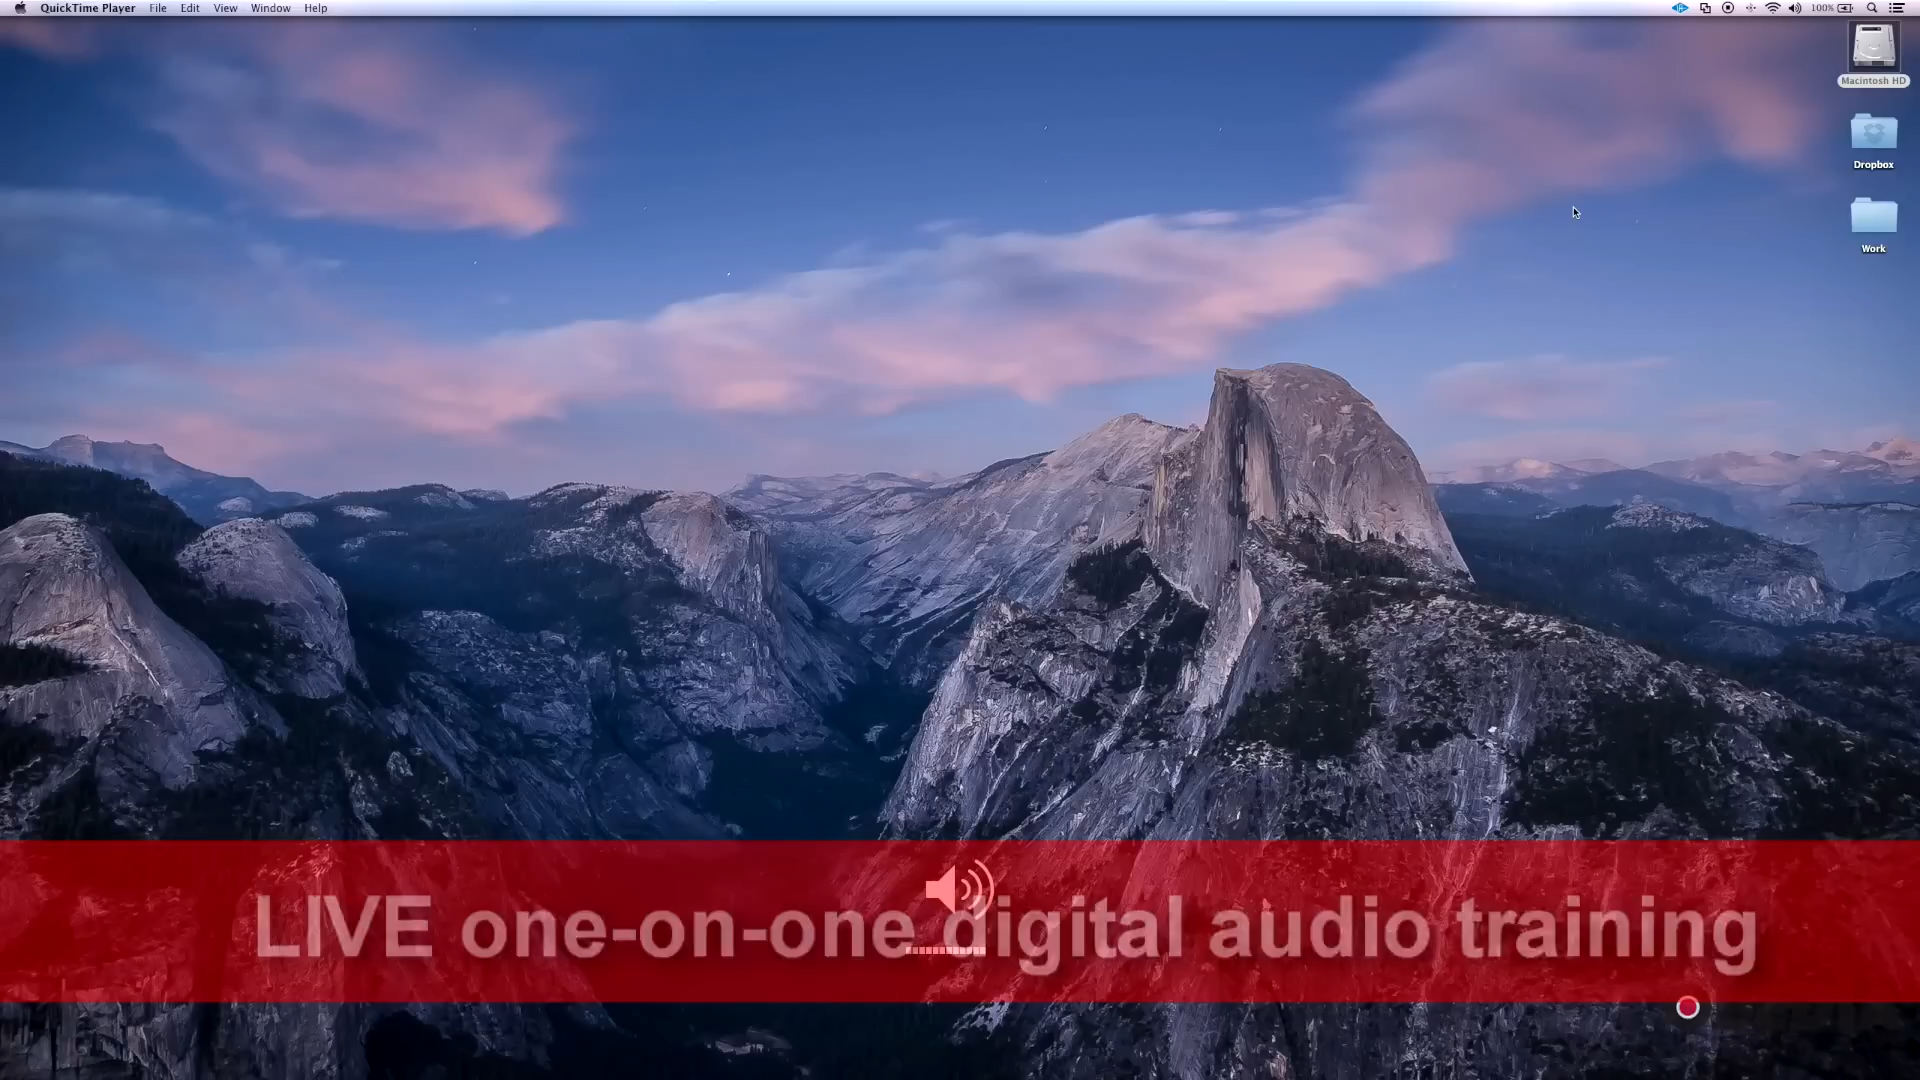 QuickTime Player File Edit View Window Help 100%
Macintosh HD
Dropbox
Work
LIVE one-on-one digital audio training